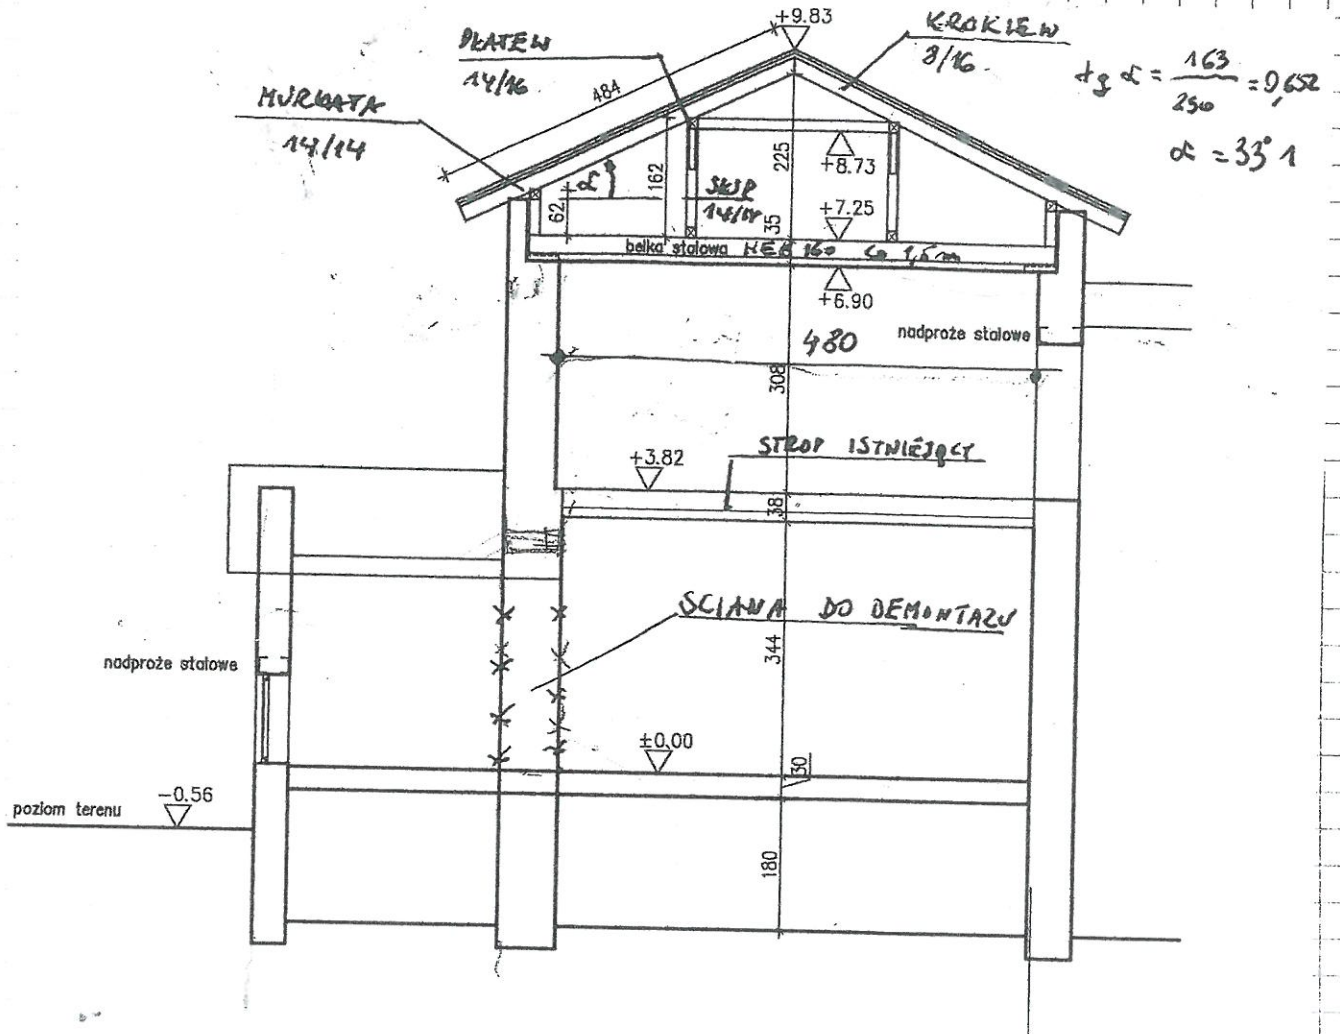 +9.83
KROKIEW
8/16
PŁATEW
14/16
484
tg α = 163/250 = 0,652
α = 33° 1
MURŁATA
14/14
α
162
62
225
+8.73
SŁUP
14/14
+7.25
35
belka stalowa HEB 160 co 1,5 m
+6.90
480
nadproże stalowe
308
STROP ISTNIEJĄCY
+3.82
38
SCIANA DO DEMONTAZU
344
nadproże stalowe
±0,00
30
-0.56
poziom terenu
180